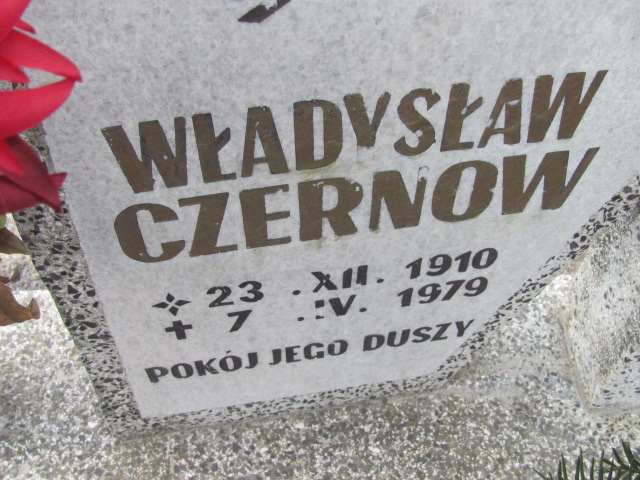 WŁADYSŁAW
CZERNOW
23 . XII. 1910
+ 7 . IV. 1979
POKÓJ JEGO DUSZY